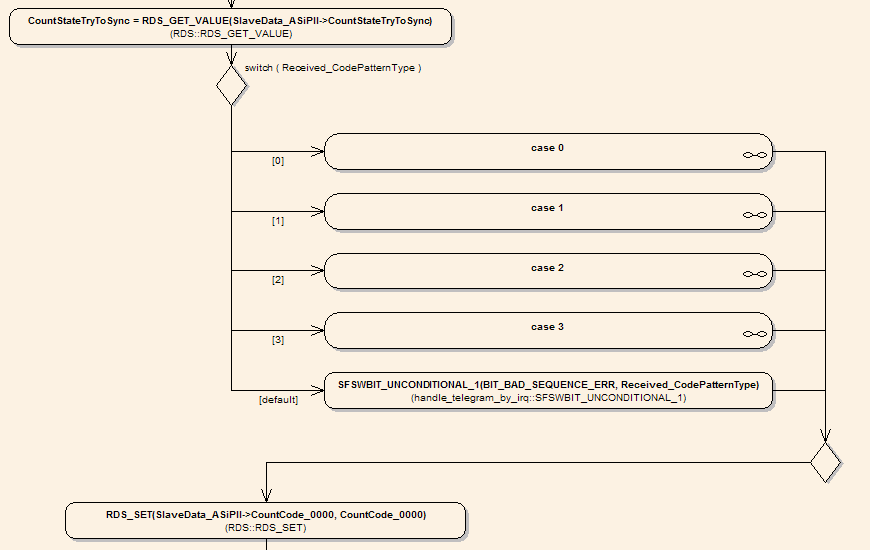 CountStateTryToSync = RDS_GET_VALUE(SlaveData_ASiPII->CountStateTryToSync)
(RDS::RDS_GET_VALUE)
switch ( Received_CodePatternType )
case 0
[0]
case 1
[1]
case 2
[2]
case 3
[3]
SFSWBIT_UNCONDITIONAL_1(BIT_BAD_SEQUENCE_ERR, Received_CodePatternType)
(handle_telegram_by_irq::SFSWBIT_UNCONDITIONAL_1)
[default]
RDS_SET(SlaveData_ASiPII->CountCode_0000, CountCode_0000)
(RDS::RDS_SET)